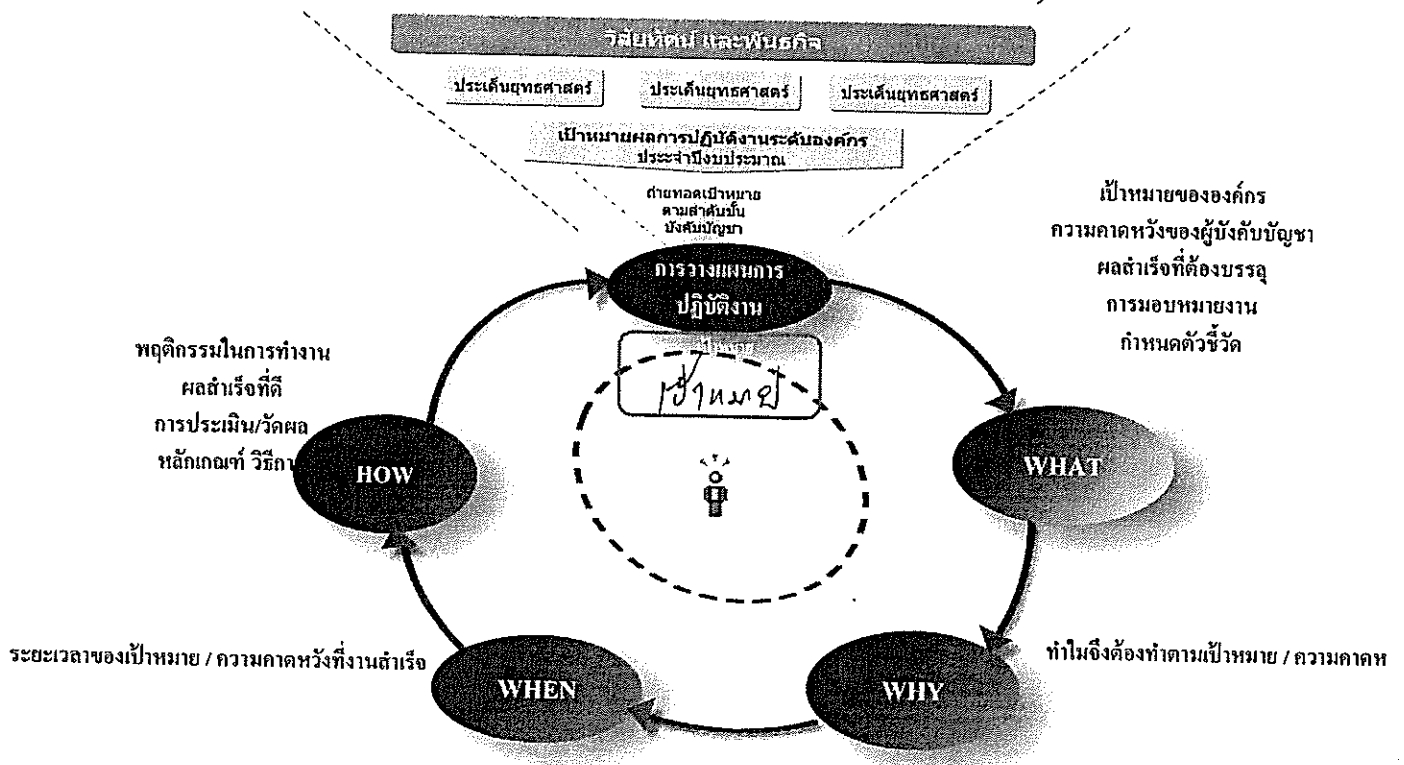 วิสัยทัศน์ และพันธกิจ
ประเด็นยุทธศาสตร์
ประเด็นยุทธศาสตร์
ประเด็นยุทธศาสตร์
เป้าหมายผลการปฏิบัติงานระดับองค์กร
ประจำปีงบประมาณ
ถ่ายทอดเป้าหมาย
ตามลำดับชั้น
บังคับบัญชา
การวางแผนการ
ปฏิบัติงาน
เป้าหมาย
เป้าหมายขององค์กร
ความคาดหวังของผู้บังคับบัญชา
ผลสำเร็จที่ต้องบรรลุ
การมอบหมายงาน
กำหนดตัวชี้วัด
พฤติกรรมในการทำงาน
ผลสำเร็จที่ดี
การประเมิน/วัดผล
หลักเกณฑ์ วิธีกา
HOW
WHAT
ระยะเวลาของเป้าหมาย / ความคาดหวังที่งานสำเร็จ
WHEN
WHY
ทำไมจึงต้องทำตามเป้าหมาย / ความคาดห